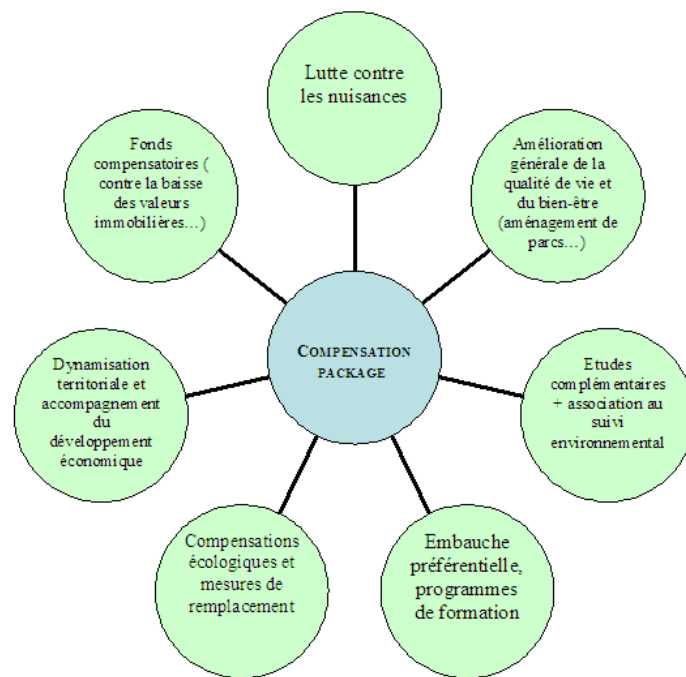 Lutte contre
les nuisances
Fonds
compensatoires (
contre la baisse
des valeurs
immobilières…)
Amélioration
générale de la
qualité de vie et
du bien-être
(aménagement de
parcs…)
COMPENSATION
PACKAGE
Dynamisation
territoriale et
accompagnement
du
développement
économique
Etudes
complémentaires
+ association au
suivi
environnemental
Compensations
écologiques et
mesures de
remplacement
Embauche
préférentielle,
programmes
de formation